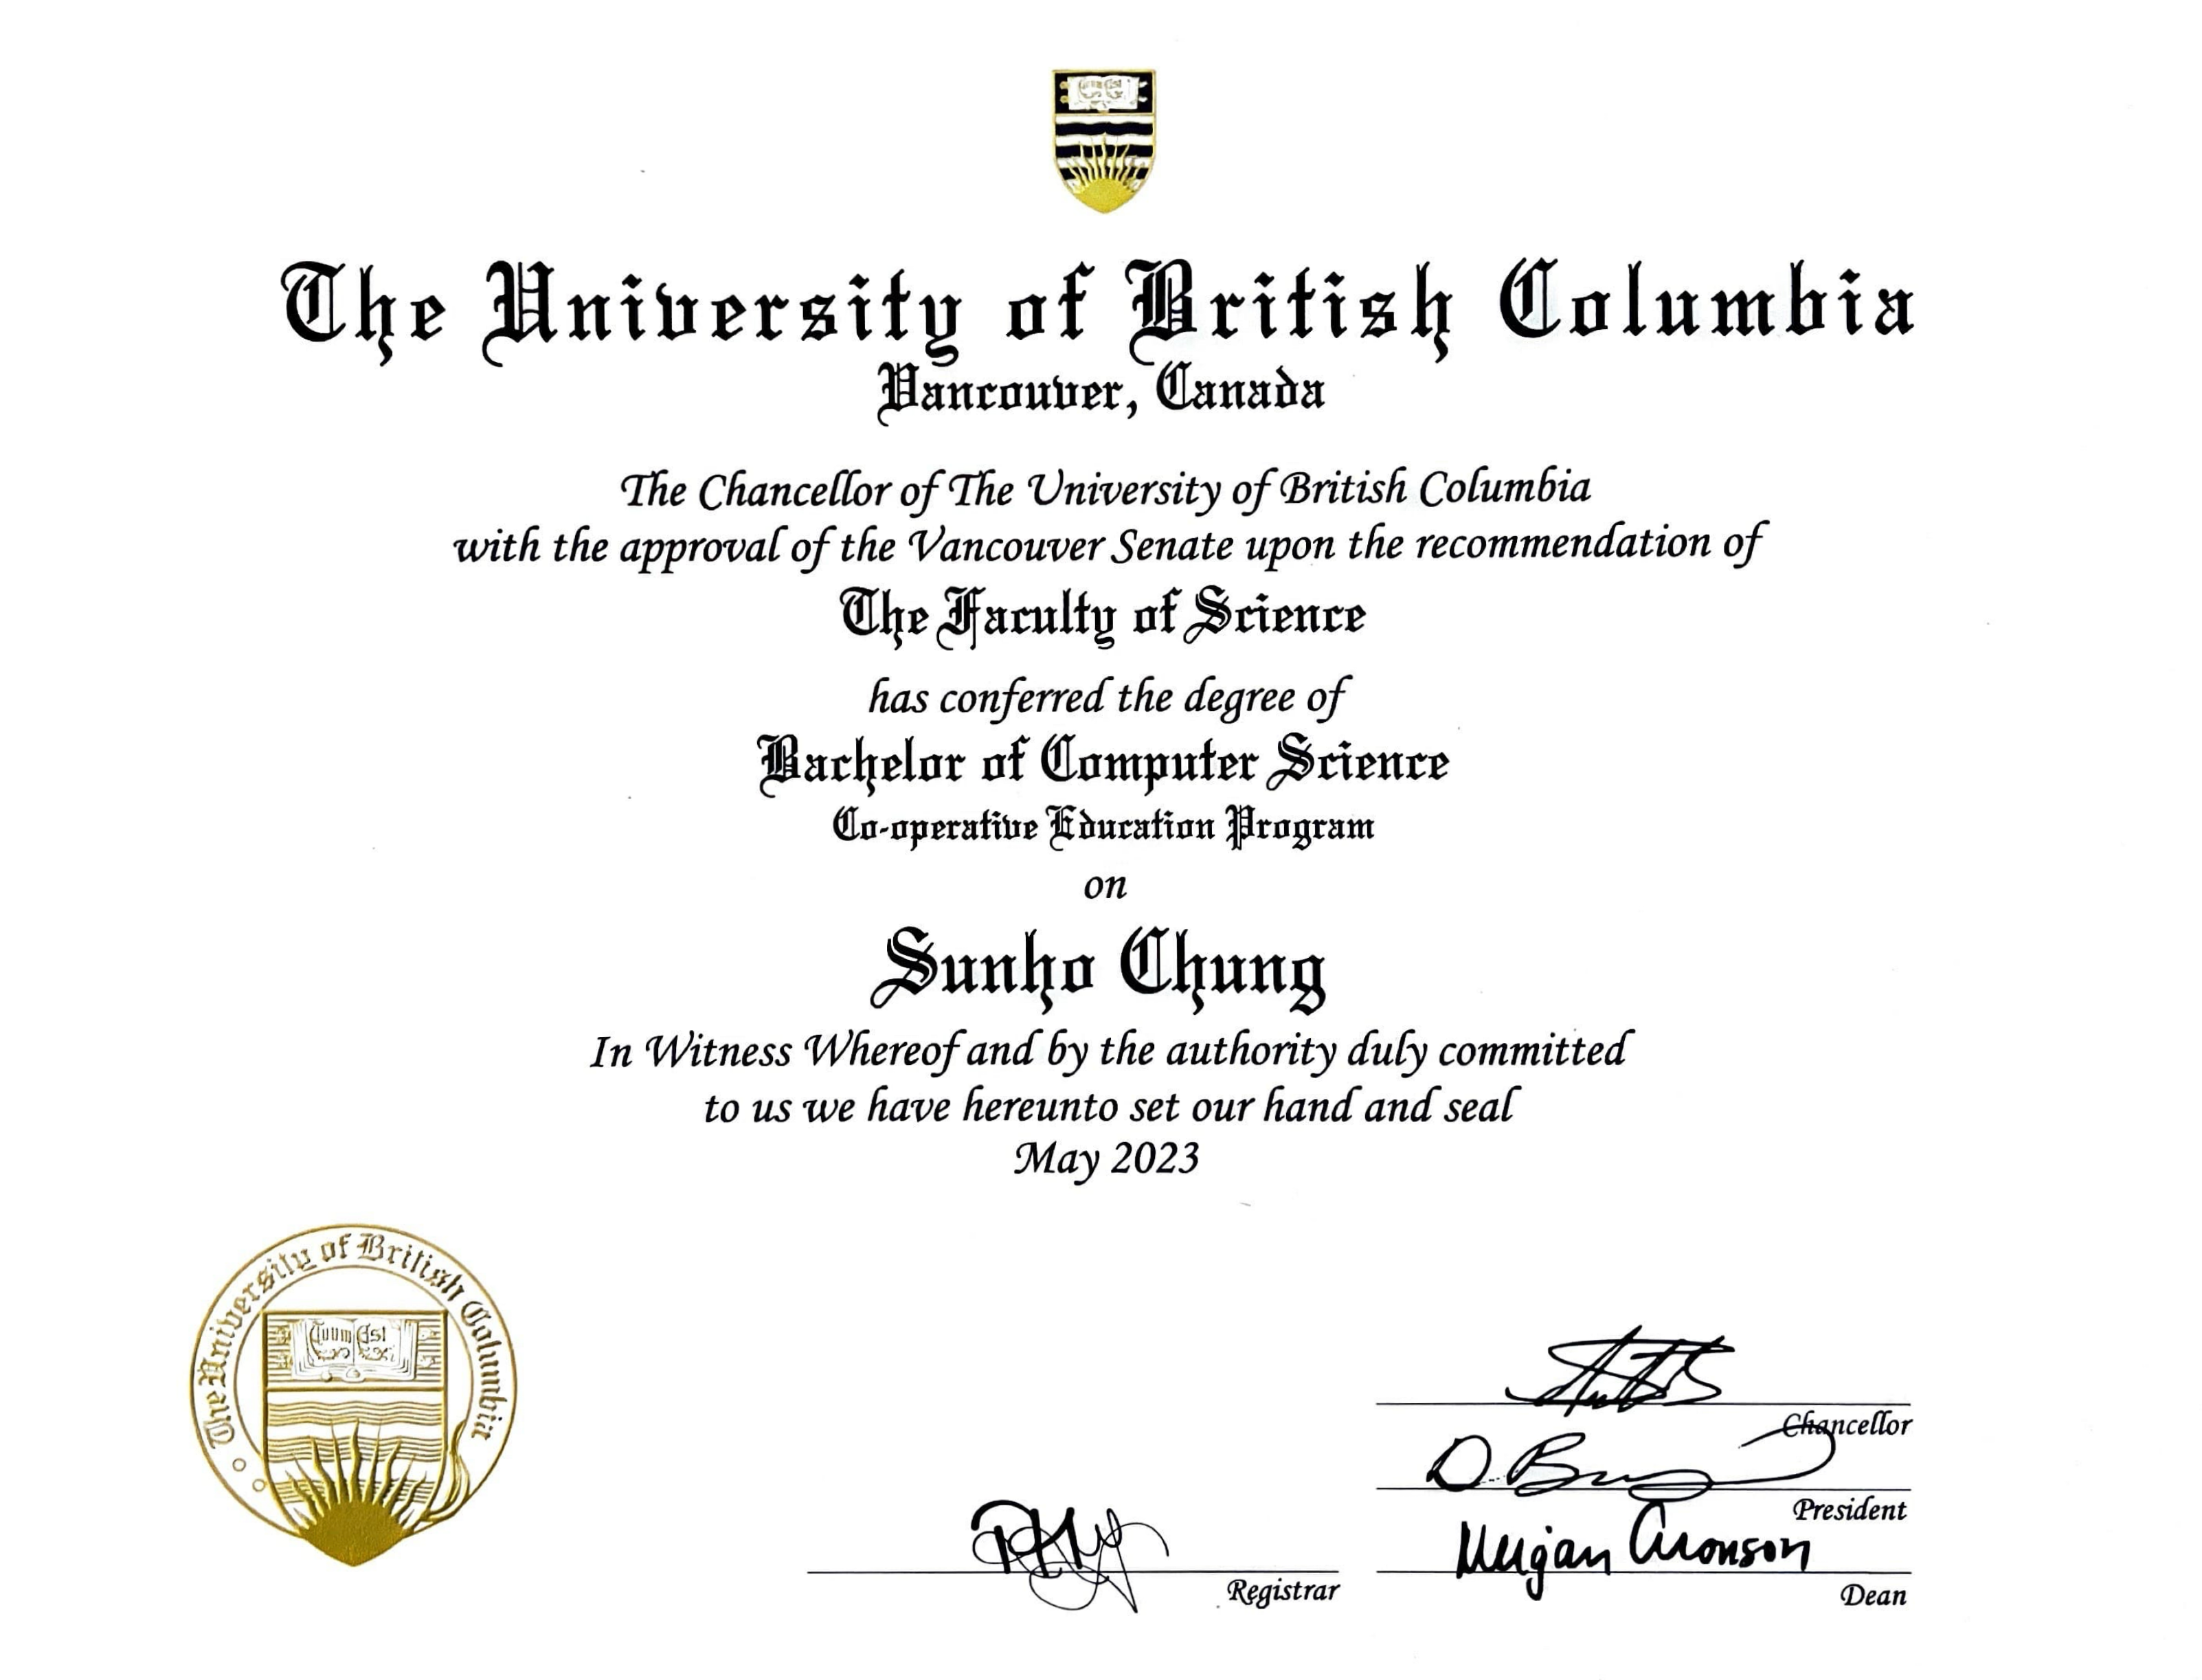 The University of British Columbia
Vancouver, Canada
The Chancellor of The University of British Columbia
with the approval of the Vancouver Senate upon the recommendation of
The Faculty of Science
has conferred the degree of
Bachelor of Computer Science
Co-operative Education Program
on
Sunho Chung
In Witness Whereof and by the authority duly committed
to us we have hereunto set our hand and seal
May 2023
The University of British Columbia
Tuum Est
Chancellor
President
Meigan Aronson
Registrar
Dean